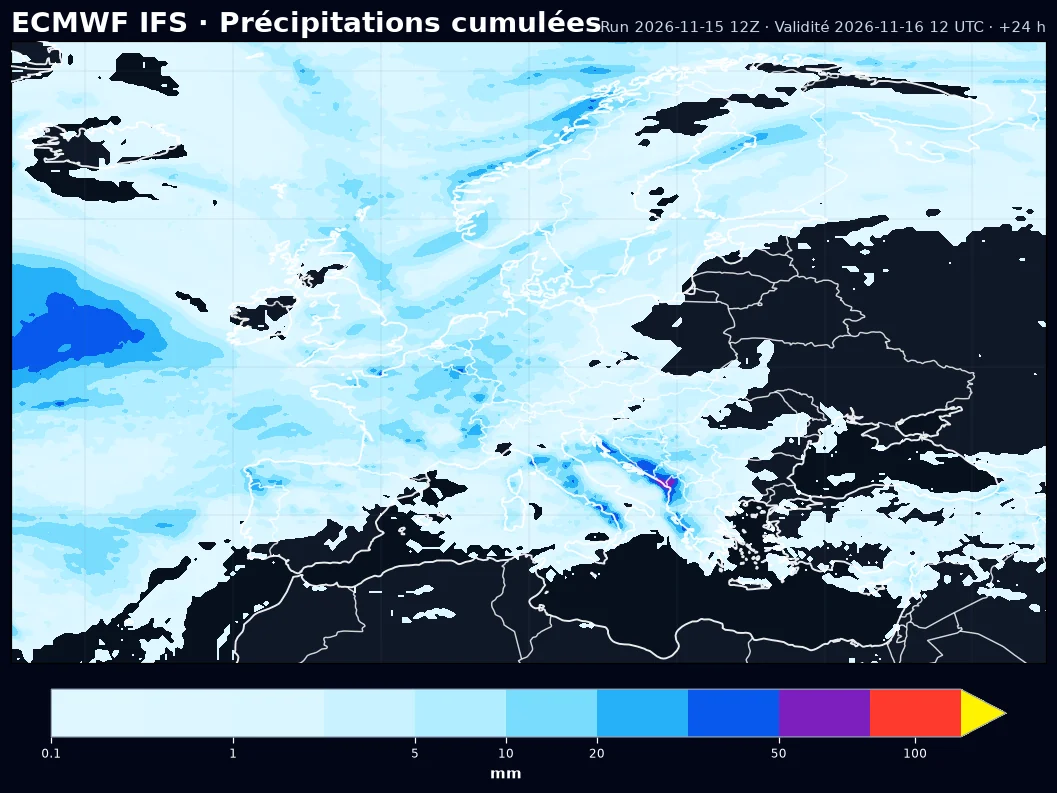 ECMWF IFS · Précipitations cumulées
Run 2026-11-15 12Z · Validité 2026-11-16 12 UTC · +24 h
0.1 1 5 10 20 50 100
mm